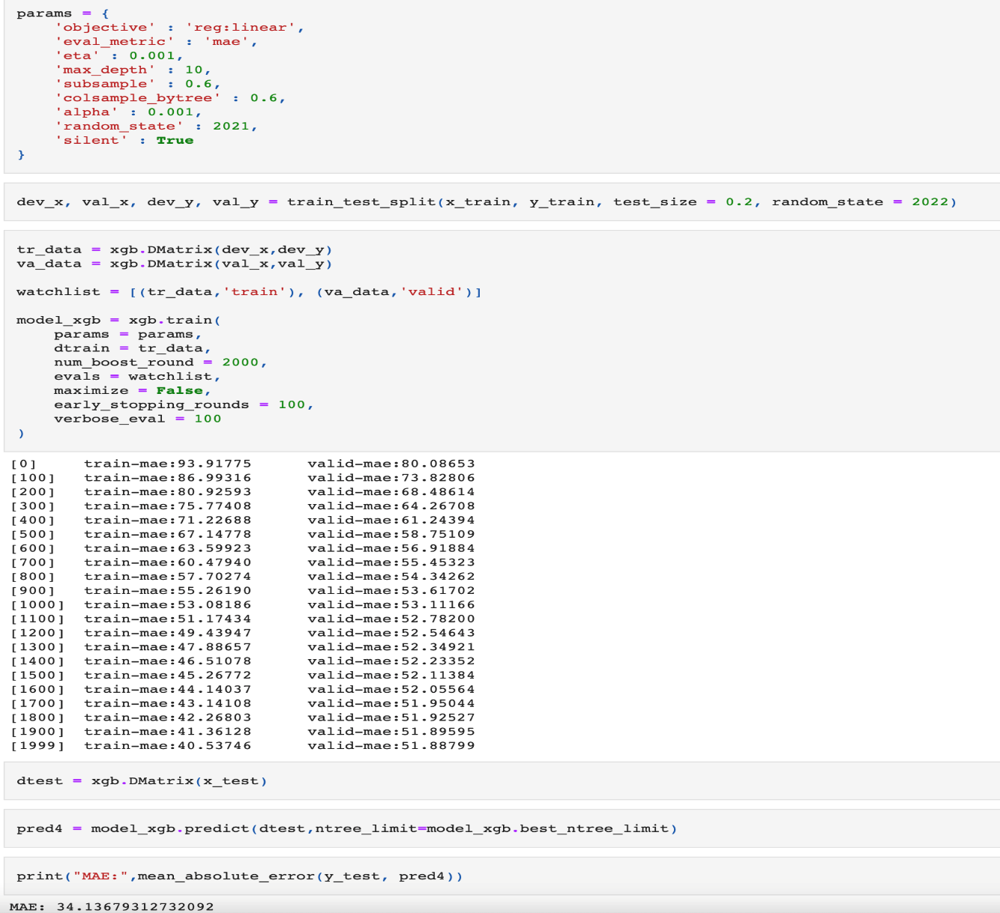 params = {
    'objective' : 'reg:linear',
    'eval_metric' : 'mae',
    'eta' : 0.001,
    'max_depth' : 10,
    'subsample' : 0.6,
    'colsample_bytree' : 0.6,
    'alpha' : 0.001,
    'random_state' : 2021,
    'silent' : True
}
dev_x, val_x, dev_y, val_y = train_test_split(x_train, y_train, test_size = 0.2, random_state = 2022)
tr_data = xgb.DMatrix(dev_x,dev_y)
va_data = xgb.DMatrix(val_x,val_y)
watchlist = [(tr_data,'train'), (va_data,'valid')]
model_xgb = xgb.train(
    params = params,
    dtrain = tr_data,
    num_boost_round = 2000,
    evals = watchlist,
    maximize = False,
    early_stopping_rounds = 100,
    verbose_eval = 100
)
[0]	train-mae:93.91775	valid-mae:80.08653
[100]	train-mae:86.99316	valid-mae:73.82806
[200]	train-mae:80.92593	valid-mae:68.48614
[300]	train-mae:75.77408	valid-mae:64.26708
[400]	train-mae:71.22688	valid-mae:61.24394
[500]	train-mae:67.14778	valid-mae:58.75109
[600]	train-mae:63.59923	valid-mae:56.91884
[700]	train-mae:60.47940	valid-mae:55.45323
[800]	train-mae:57.70274	valid-mae:54.34262
[900]	train-mae:55.26190	valid-mae:53.61702
[1000]	train-mae:53.08186	valid-mae:53.11166
[1100]	train-mae:51.17434	valid-mae:52.78200
[1200]	train-mae:49.43947	valid-mae:52.54643
[1300]	train-mae:47.88657	valid-mae:52.34921
[1400]	train-mae:46.51078	valid-mae:52.23352
[1500]	train-mae:45.26772	valid-mae:52.11384
[1600]	train-mae:44.14037	valid-mae:52.05564
[1700]	train-mae:43.14108	valid-mae:51.95044
[1800]	train-mae:42.26803	valid-mae:51.92527
[1900]	train-mae:41.36128	valid-mae:51.89595
[1999]	train-mae:40.53746	valid-mae:51.88799
dtest = xgb.DMatrix(x_test)
pred4 = model_xgb.predict(dtest,ntree_limit=model_xgb.best_ntree_limit)
print("MAE:",mean_absolute_error(y_test, pred4))
MAE: 34.13679312732092